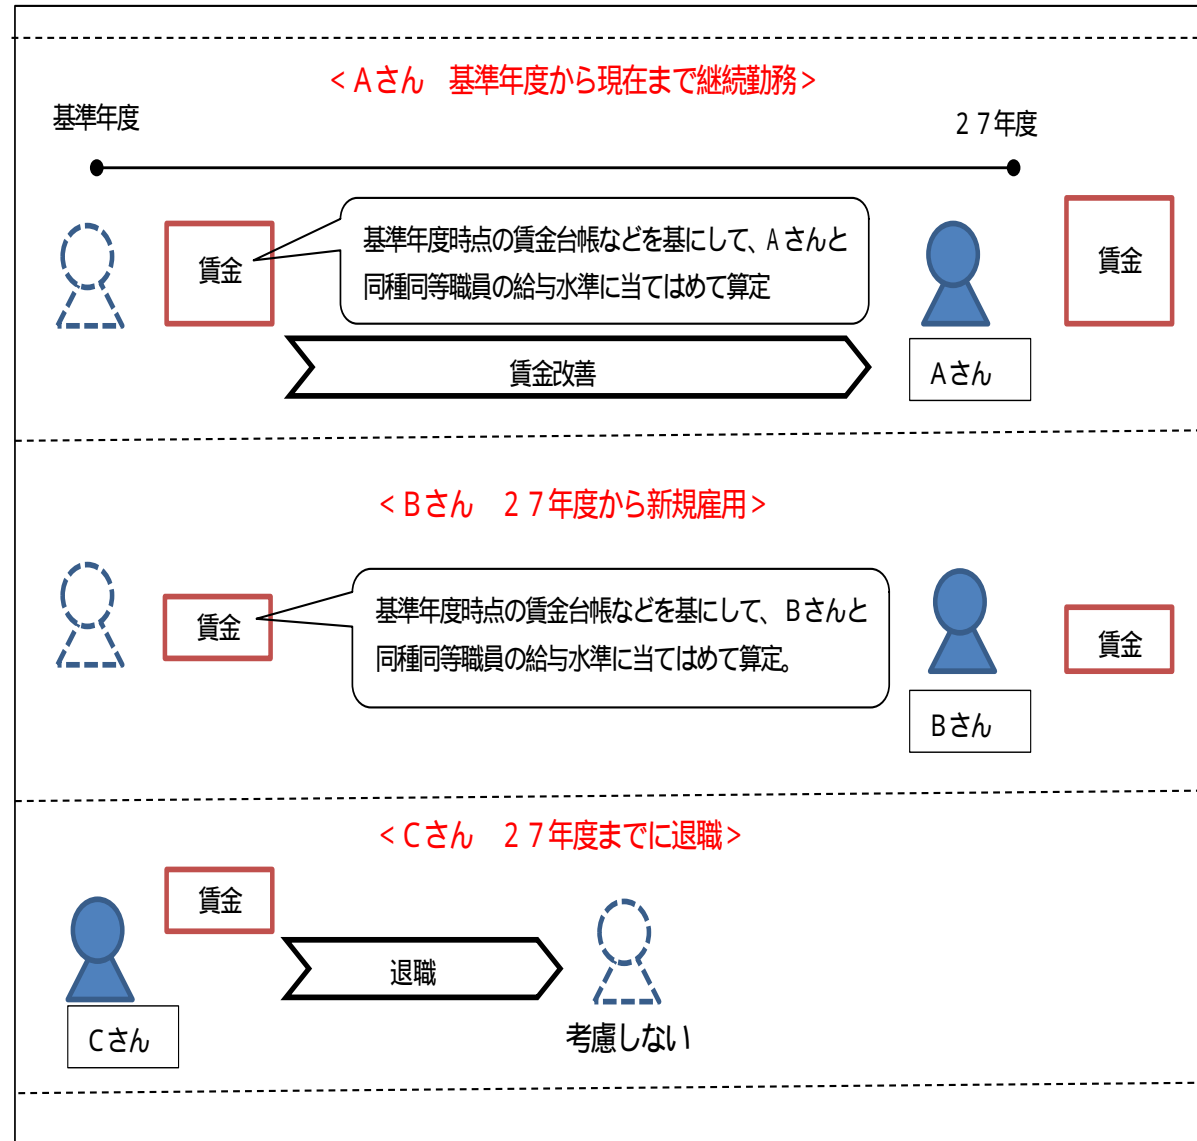 <Aさん　基準年度から現在まで継続勤務>
基準年度
２７年度
賃金
基準年度時点の賃金台帳などを基にして、Aさんと
同種同等職員の給与水準に当てはめて算定
賃金
賃金改善
Aさん
<Bさん　２７年度から新規雇用>
賃金
基準年度時点の賃金台帳などを基にして、Bさんと
同種同等職員の給与水準に当てはめて算定。
賃金
Bさん
<Cさん　２７年度までに退職>
賃金
退職
Cさん
考慮しない